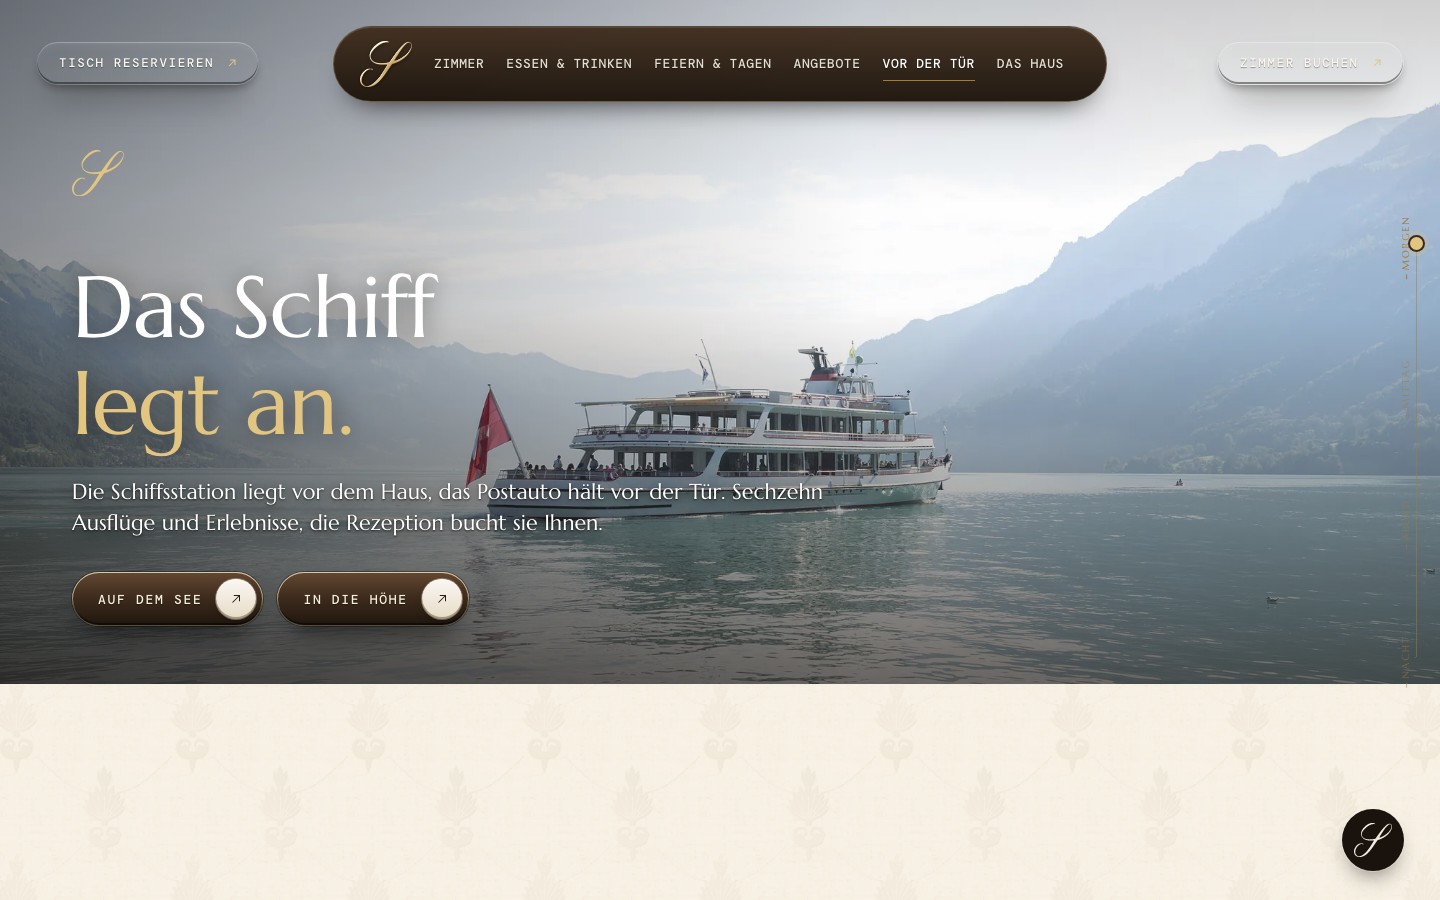 TISCH RESERVIEREN
ZIMMER
ESSEN & TRINKEN
FEIERN & TAGEN
ANGEBOTE
VOR DER TÜR
DAS HAUS
ZIMMER BUCHEN
MORGEN
Das Schiff
legt an.
Die Schiffsstation liegt vor dem Haus, das Postauto hält vor der Tür. Sechzehn
Ausflüge und Erlebnisse, die Rezeption bucht sie Ihnen.
AUF DEM SEE
IN DIE HÖHE
NACHT